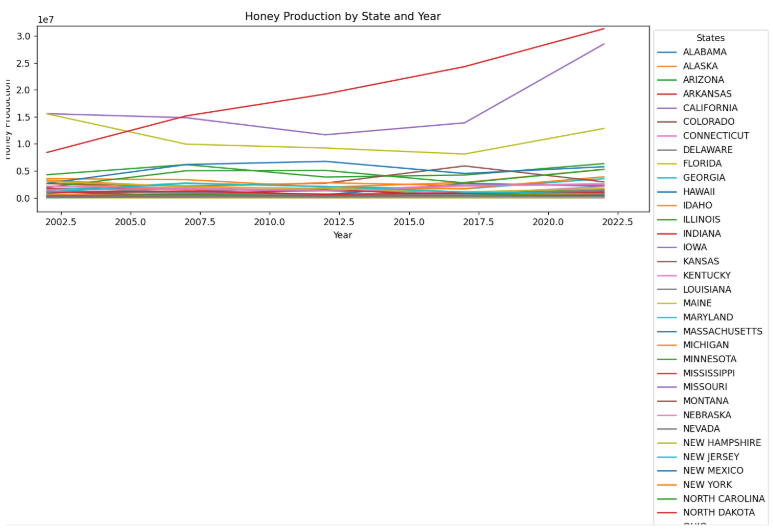 Honey Production by State and Year
1e7
3.0
2.5
2.0
1.5
1.0
0.5
0.0
Honey Production
2002.5 2005.0 2007.5 2010.0 2012.5 2015.0 2017.5 2020.0 2022.5
Year
States
ALABAMA
ALASKA
ARIZONA
ARKANSAS
CALIFORNIA
COLORADO
CONNECTICUT
DELAWARE
FLORIDA
GEORGIA
HAWAII
IDAHO
ILLINOIS
INDIANA
IOWA
KANSAS
KENTUCKY
LOUISIANA
MAINE
MARYLAND
MASSACHUSETTS
MICHIGAN
MINNESOTA
MISSISSIPPI
MISSOURI
MONTANA
NEBRASKA
NEVADA
NEW HAMPSHIRE
NEW JERSEY
NEW MEXICO
NEW YORK
NORTH CAROLINA
NORTH DAKOTA